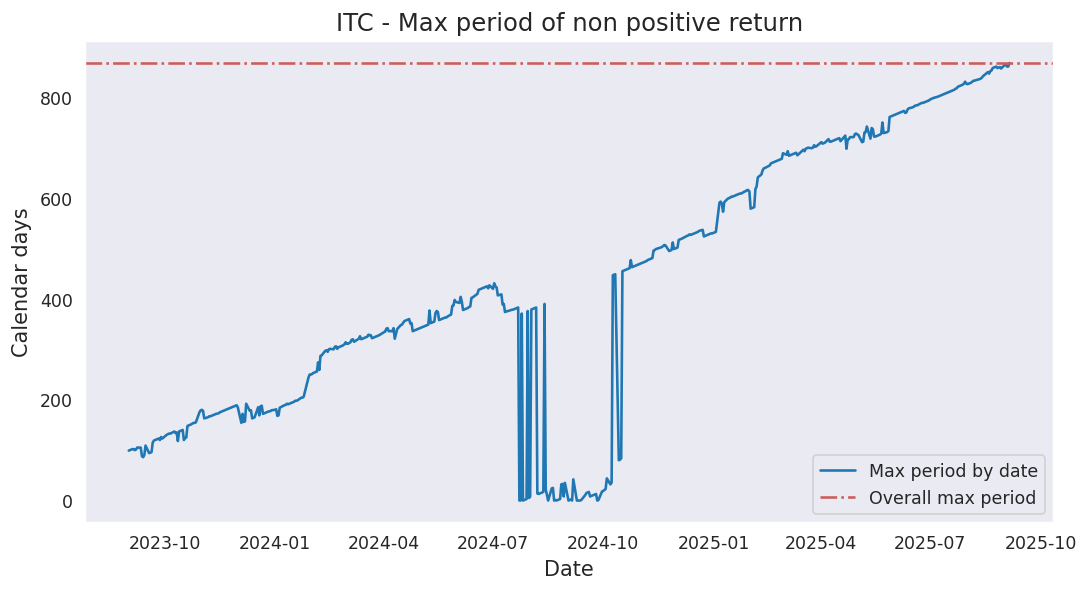 ITC - Max period of non positive return
Calendar days
800
600
400
200
0
2023-10 2024-01 2024-04 2024-07 2024-10 2025-01 2025-04 2025-07 2025-10
Date
Max period by date
Overall max period